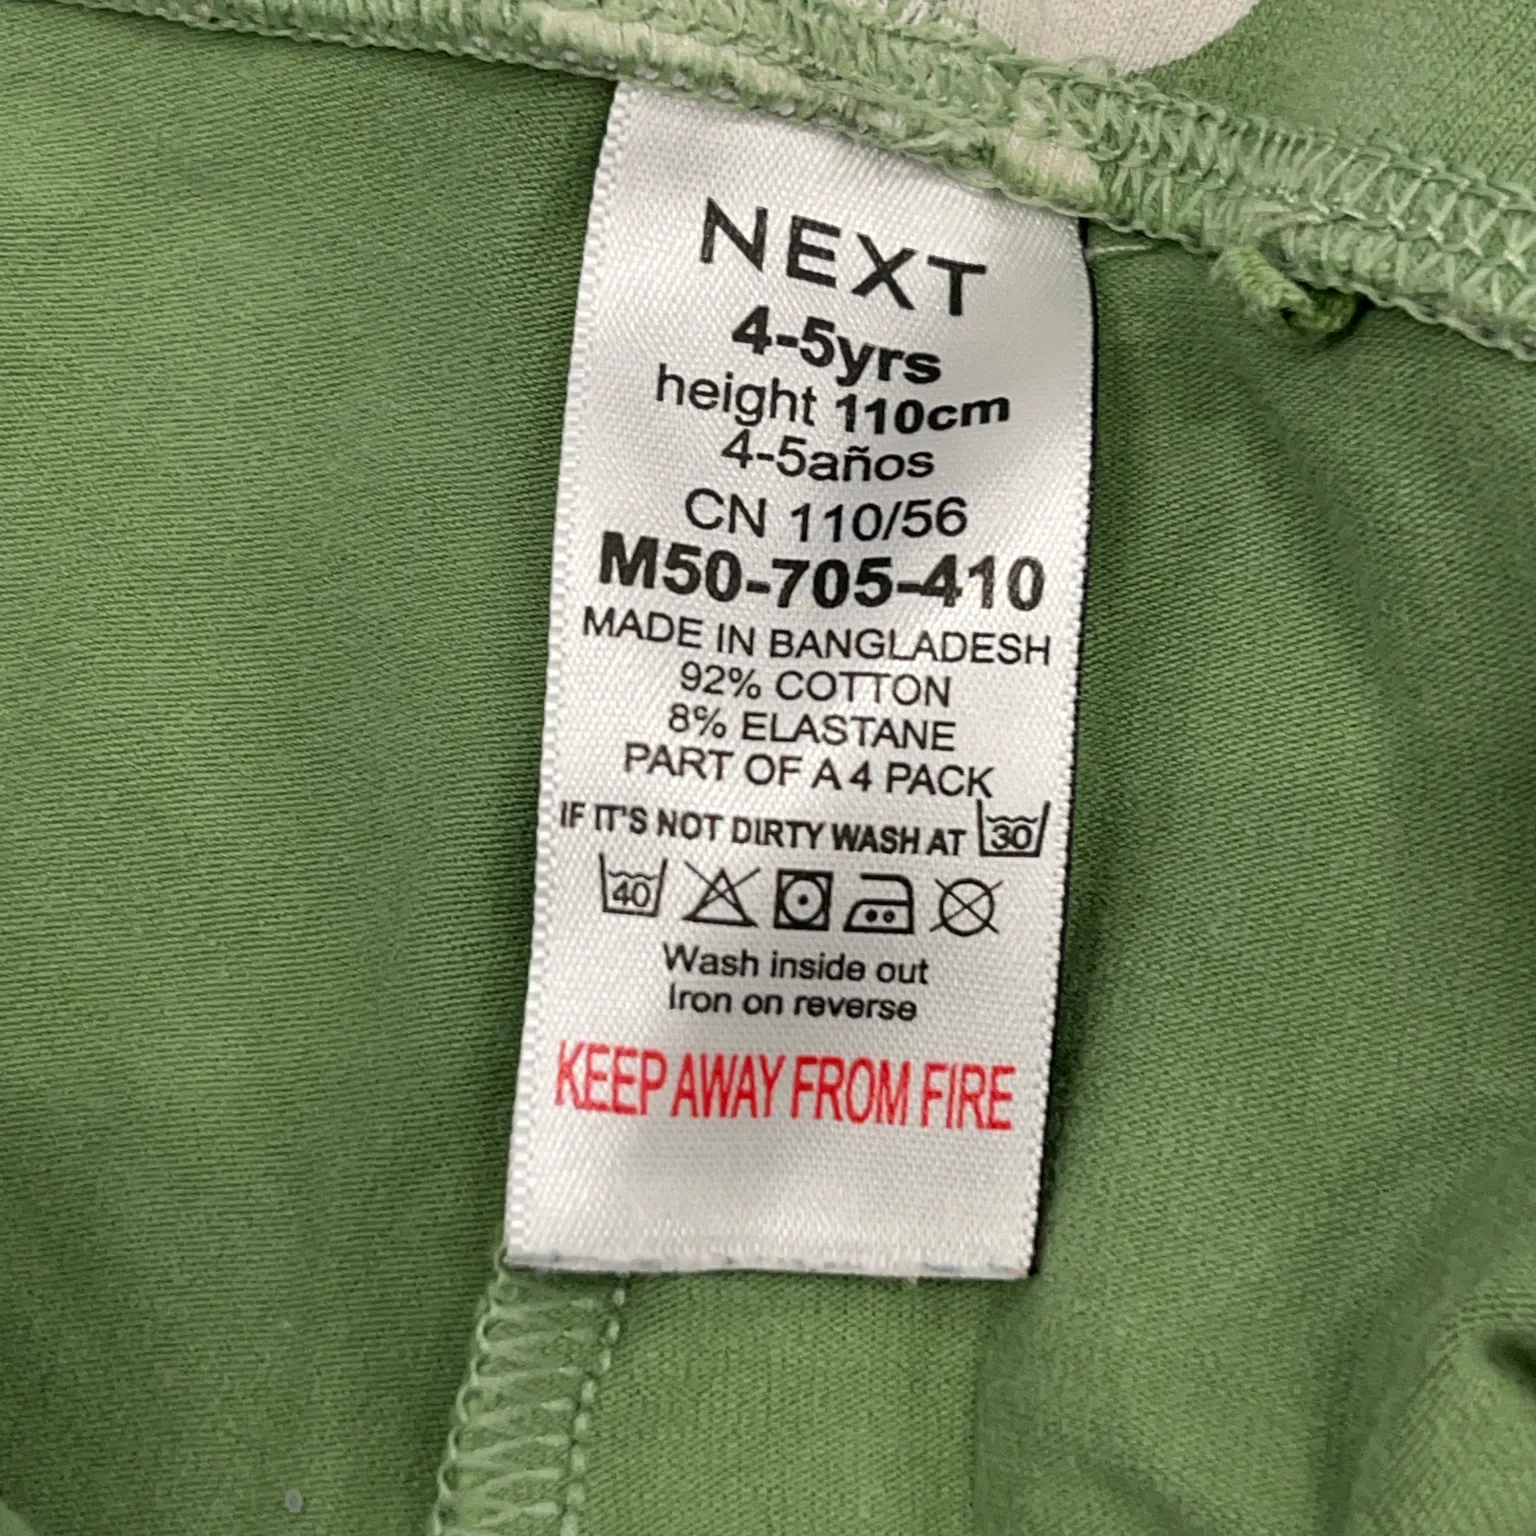 NEXT
4-5yrs
height 110cm
4-5años
CN 110/56
M50-705-410
MADE IN BANGLADESH
92% COTTON
8% ELASTANE
PART OF A 4 PACK
IF IT'S NOT DIRTY WASH AT 30
40
Wash inside out
Iron on reverse
KEEP AWAY FROM FIRE